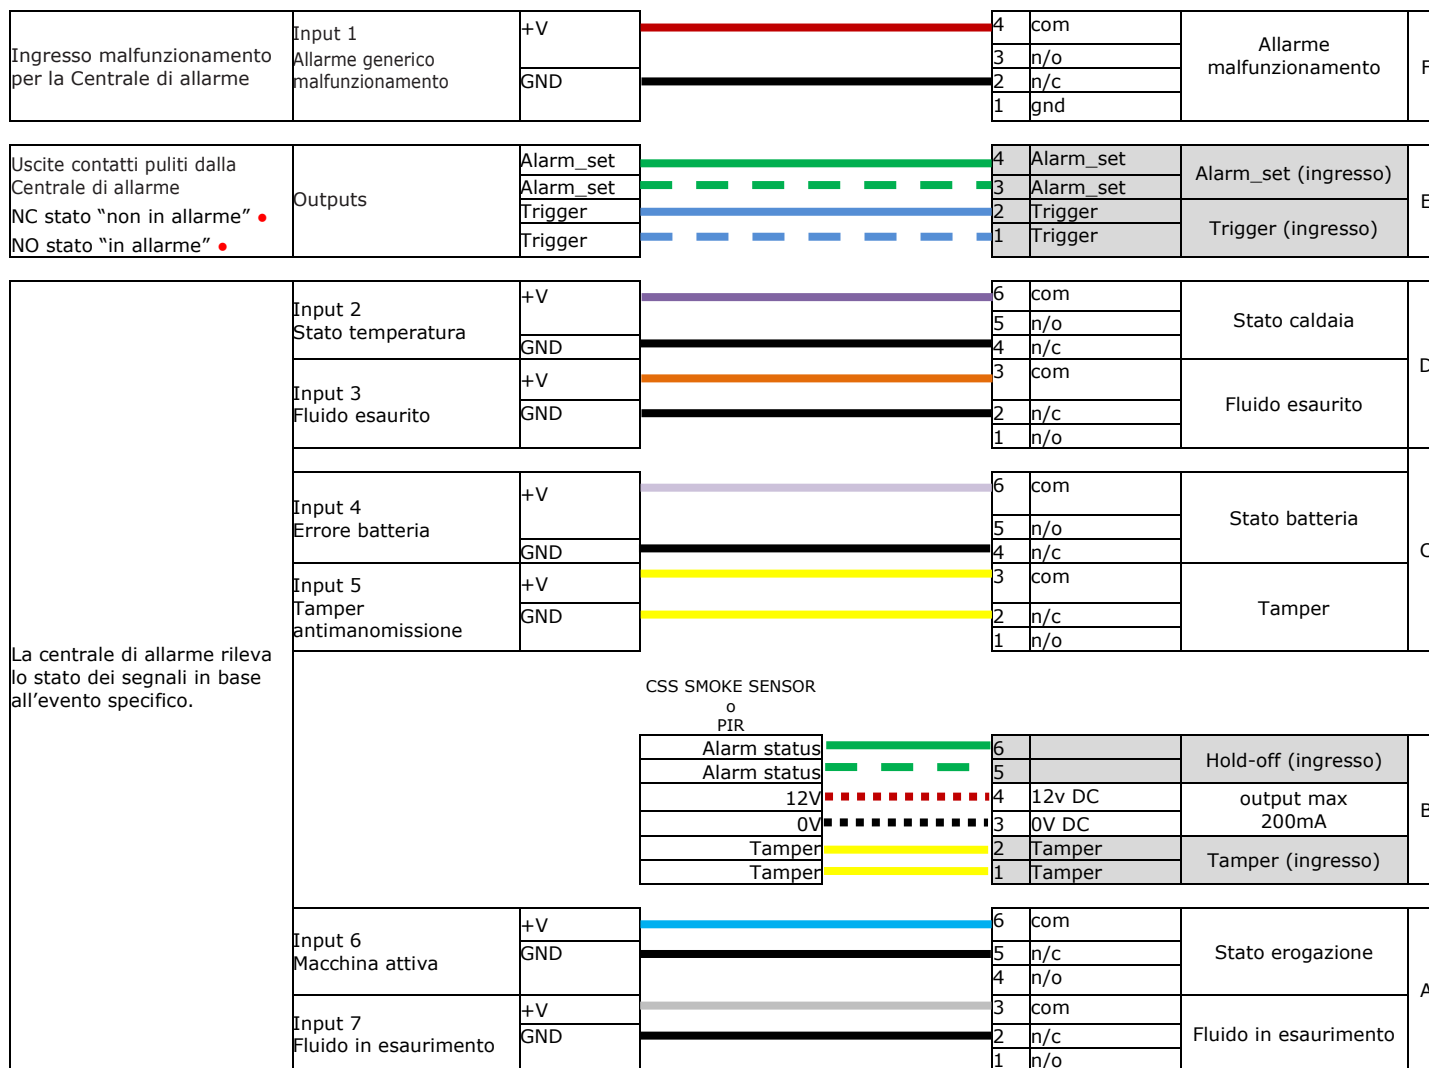 Ingresso malfunzionamento
per la Centrale di allarme
Input 1
Allarme generico
malfunzionamento
+V
GND
4 com
3 n/o
2 n/c
1 gnd
Allarme
malfunzionamento
F
Uscite contatti puliti dalla
Centrale di allarme
NC stato “non in allarme” ●
NO stato “in allarme” ●
Outputs
Alarm_set
Alarm_set
Trigger
Trigger
4 Alarm_set
3 Alarm_set
2 Trigger
1 Trigger
Alarm_set (ingresso)
Trigger (ingresso)
E
La centrale di allarme rileva
lo stato dei segnali in base
all’evento specifico.
Input 2
Stato temperatura
+V
GND
6 com
5 n/o
4 n/c
Stato caldaia
Input 3
Fluido esaurito
+V
GND
3 com
2 n/c
1 n/o
Fluido esaurito
D
Input 4
Errore batteria
+V
GND
6 com
5 n/o
4 n/c
Stato batteria
Input 5
Tamper
antimanomissione
+V
GND
3 com
2 n/c
1 n/o
Tamper
C
CSS SMOKE SENSOR
o
PIR
Alarm status
Alarm status
12V
0V
Tamper
Tamper
6
5
4 12v DC
3 0V DC
2 Tamper
1 Tamper
Hold-off (ingresso)
output max
200mA
Tamper (ingresso)
B
Input 6
Macchina attiva
+V
GND
6 com
5 n/c
4 n/o
Stato erogazione
Input 7
Fluido in esaurimento
+V
GND
3 com
2 n/c
1 n/o
Fluido in esaurimento
A